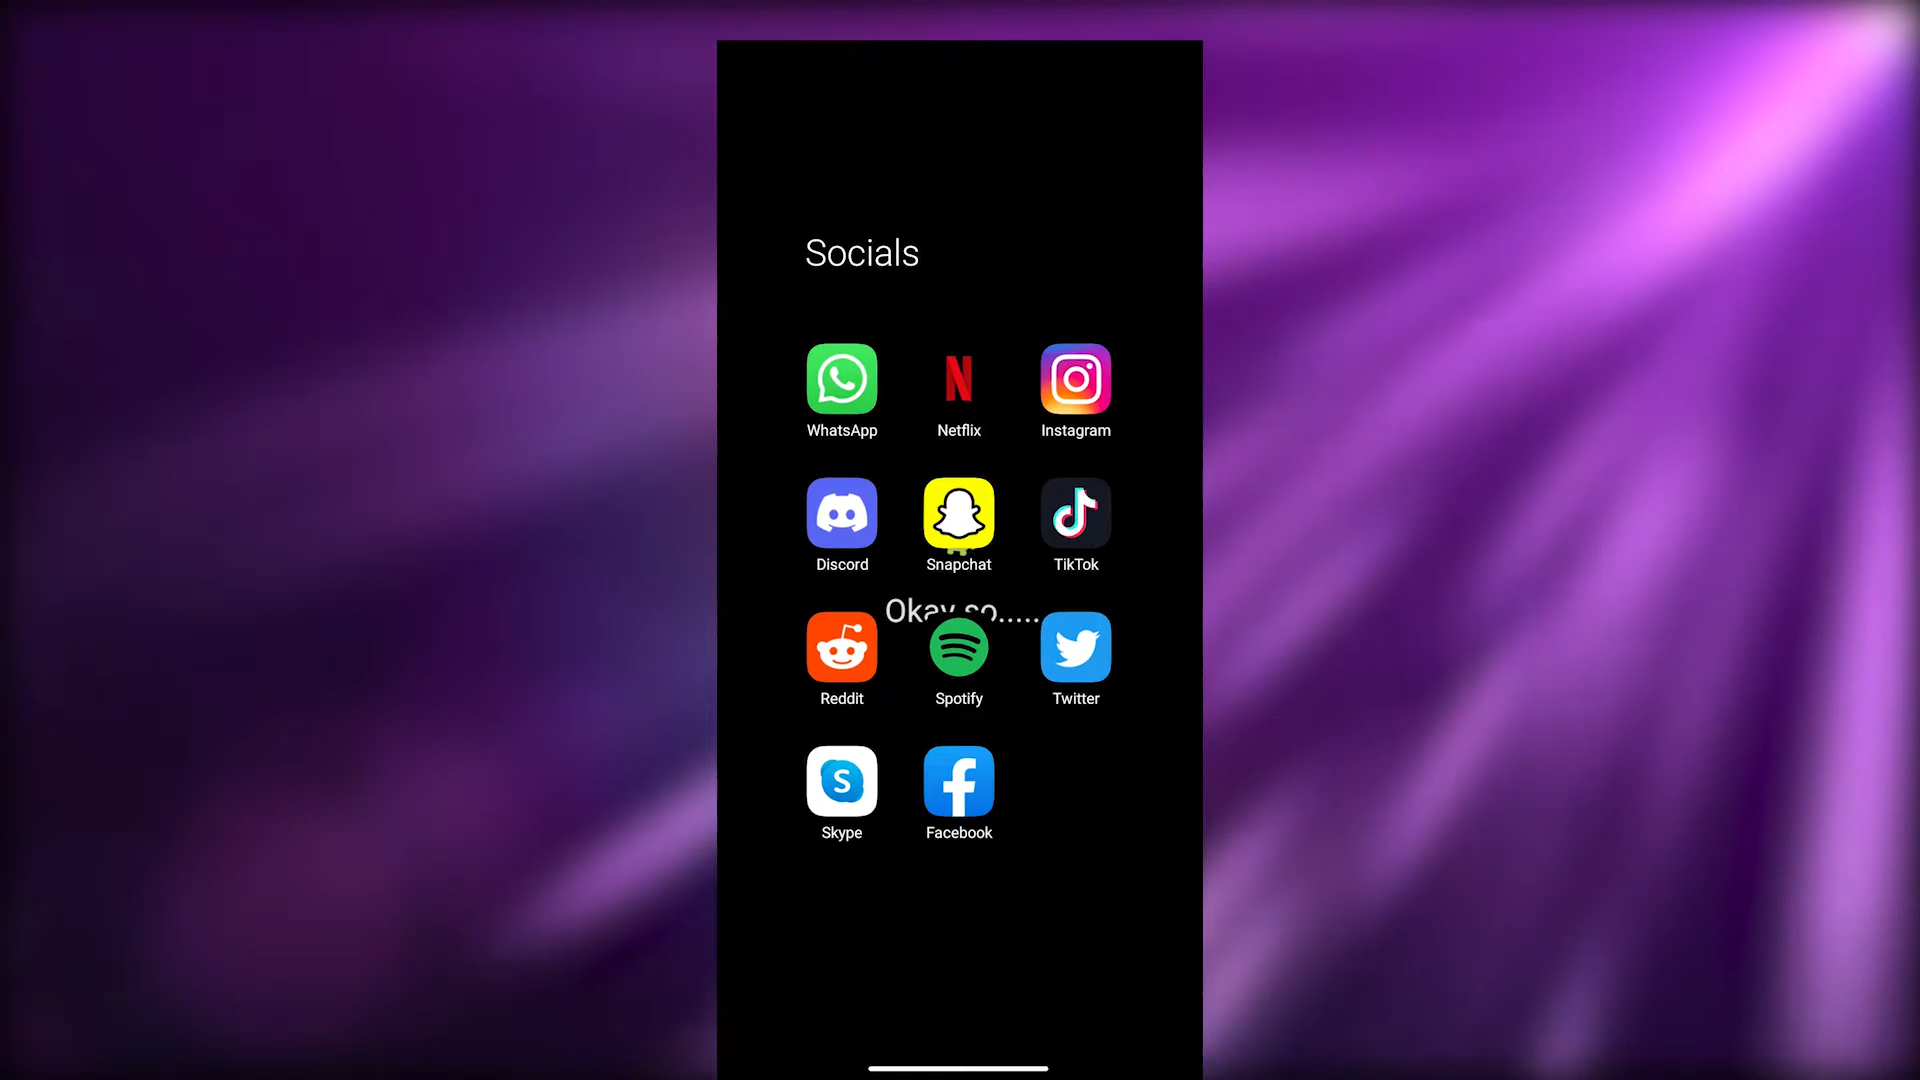 Socials
WhatsApp
Netflix
Instagram
Discord
Snapchat
TikTok
Okay so.....
Reddit
Spotify
Twitter
Skype
Facebook